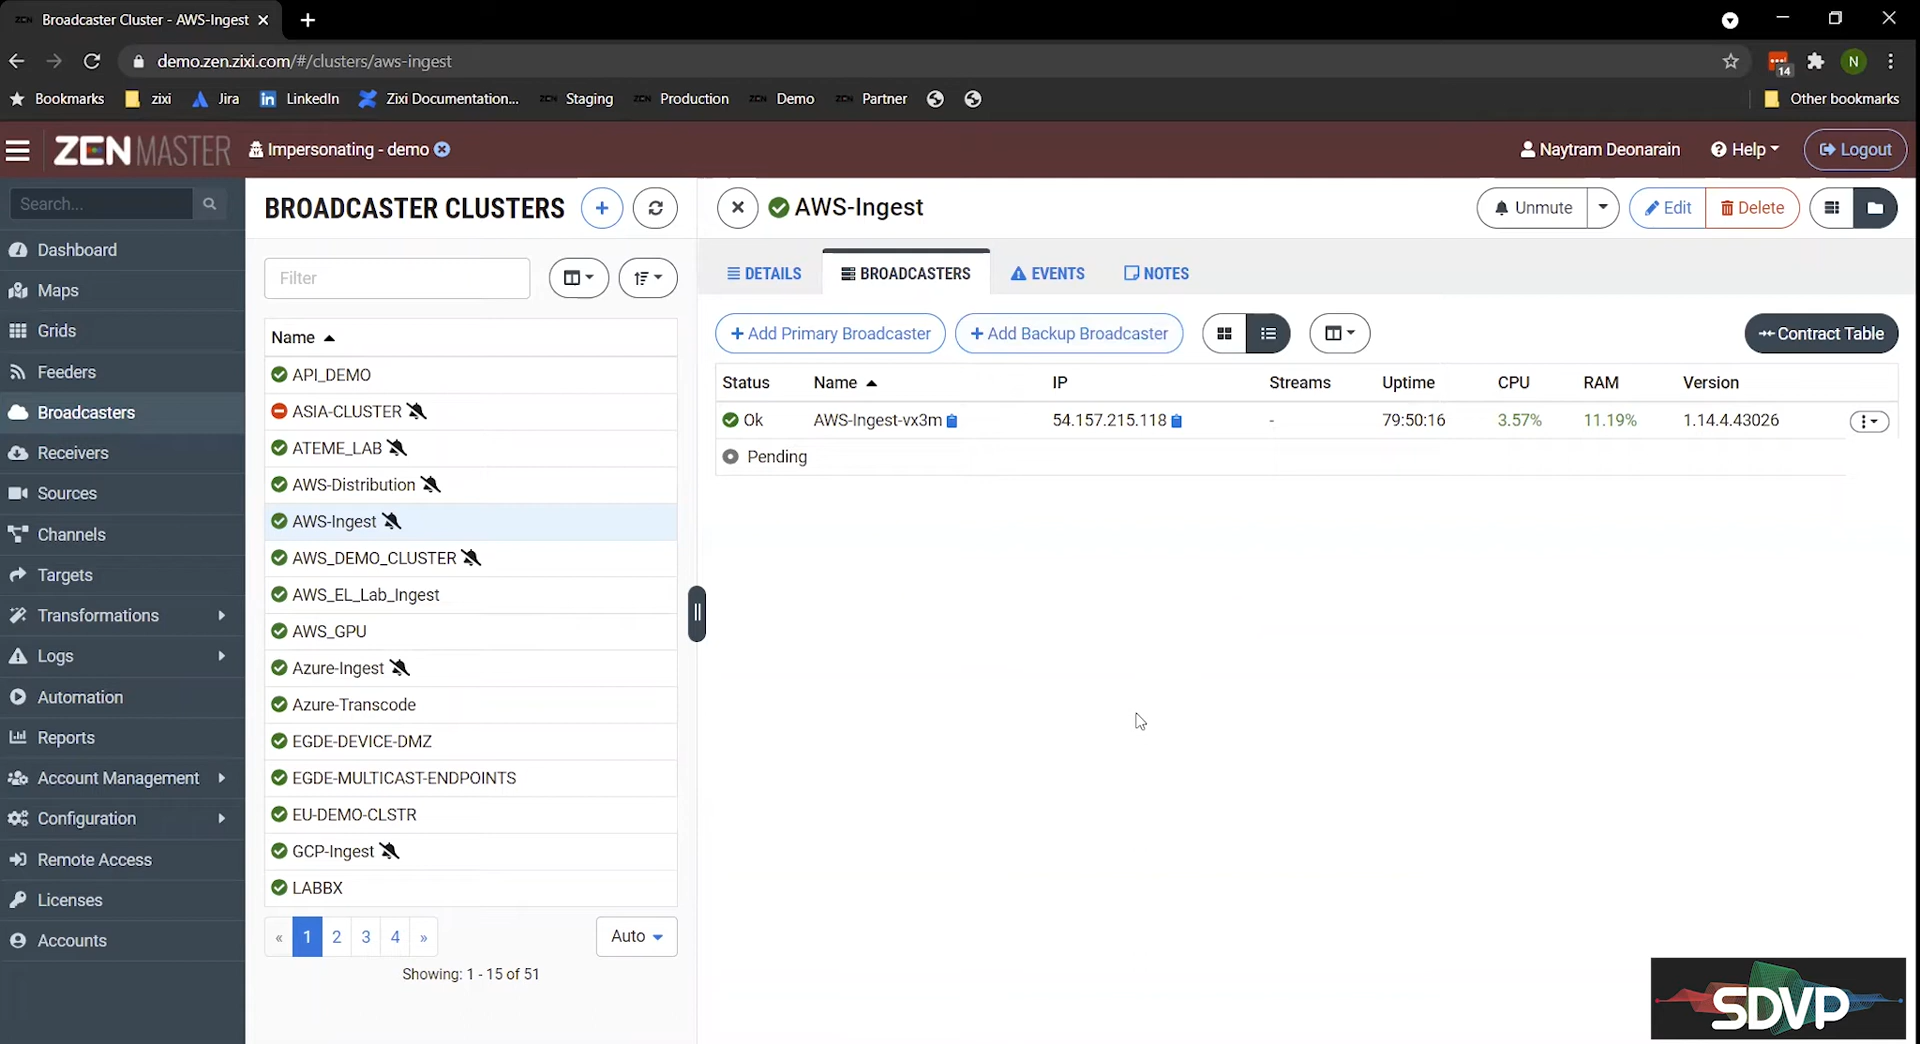 Broadcaster Cluster - AWS-Ingest
demo.zen.zixi.com/#/clusters/aws-ingest
14
N
Bookmarks zixi Jira LinkedIn Zixi Documentation... Staging Production Demo Partner Other bookmarks
ZEN MASTER Impersonating - demo Naytram Deonarain Help Logout
Search...
Dashboard
Maps
Grids
Feeders
Broadcasters
Receivers
Sources
Channels
Targets
Transformations
Logs
Automation
Reports
Account Management
Configuration
Remote Access
Licenses
Accounts
BROADCASTER CLUSTERS
Filter
Name
API_DEMO
ASIA-CLUSTER
ATEME_LAB
AWS-Distribution
AWS-Ingest
AWS_DEMO_CLUSTER
AWS_EL_Lab_Ingest
AWS_GPU
Azure-Ingest
Azure-Transcode
EGDE-DEVICE-DMZ
EGDE-MULTICAST-ENDPOINTS
EU-DEMO-CLSTR
GCP-Ingest
LABBX
« 1 2 3 4 » Auto
Showing: 1 - 15 of 51
AWS-Ingest Unmute Edit Delete
DETAILS BROADCASTERS EVENTS NOTES
+ Add Primary Broadcaster + Add Backup Broadcaster Contract Table
Status Name IP Streams Uptime CPU RAM Version
Ok AWS-Ingest-vx3m 54.157.215.118 - 79:50:16 3.57% 11.19% 1.14.4.43026
Pending
SDVP